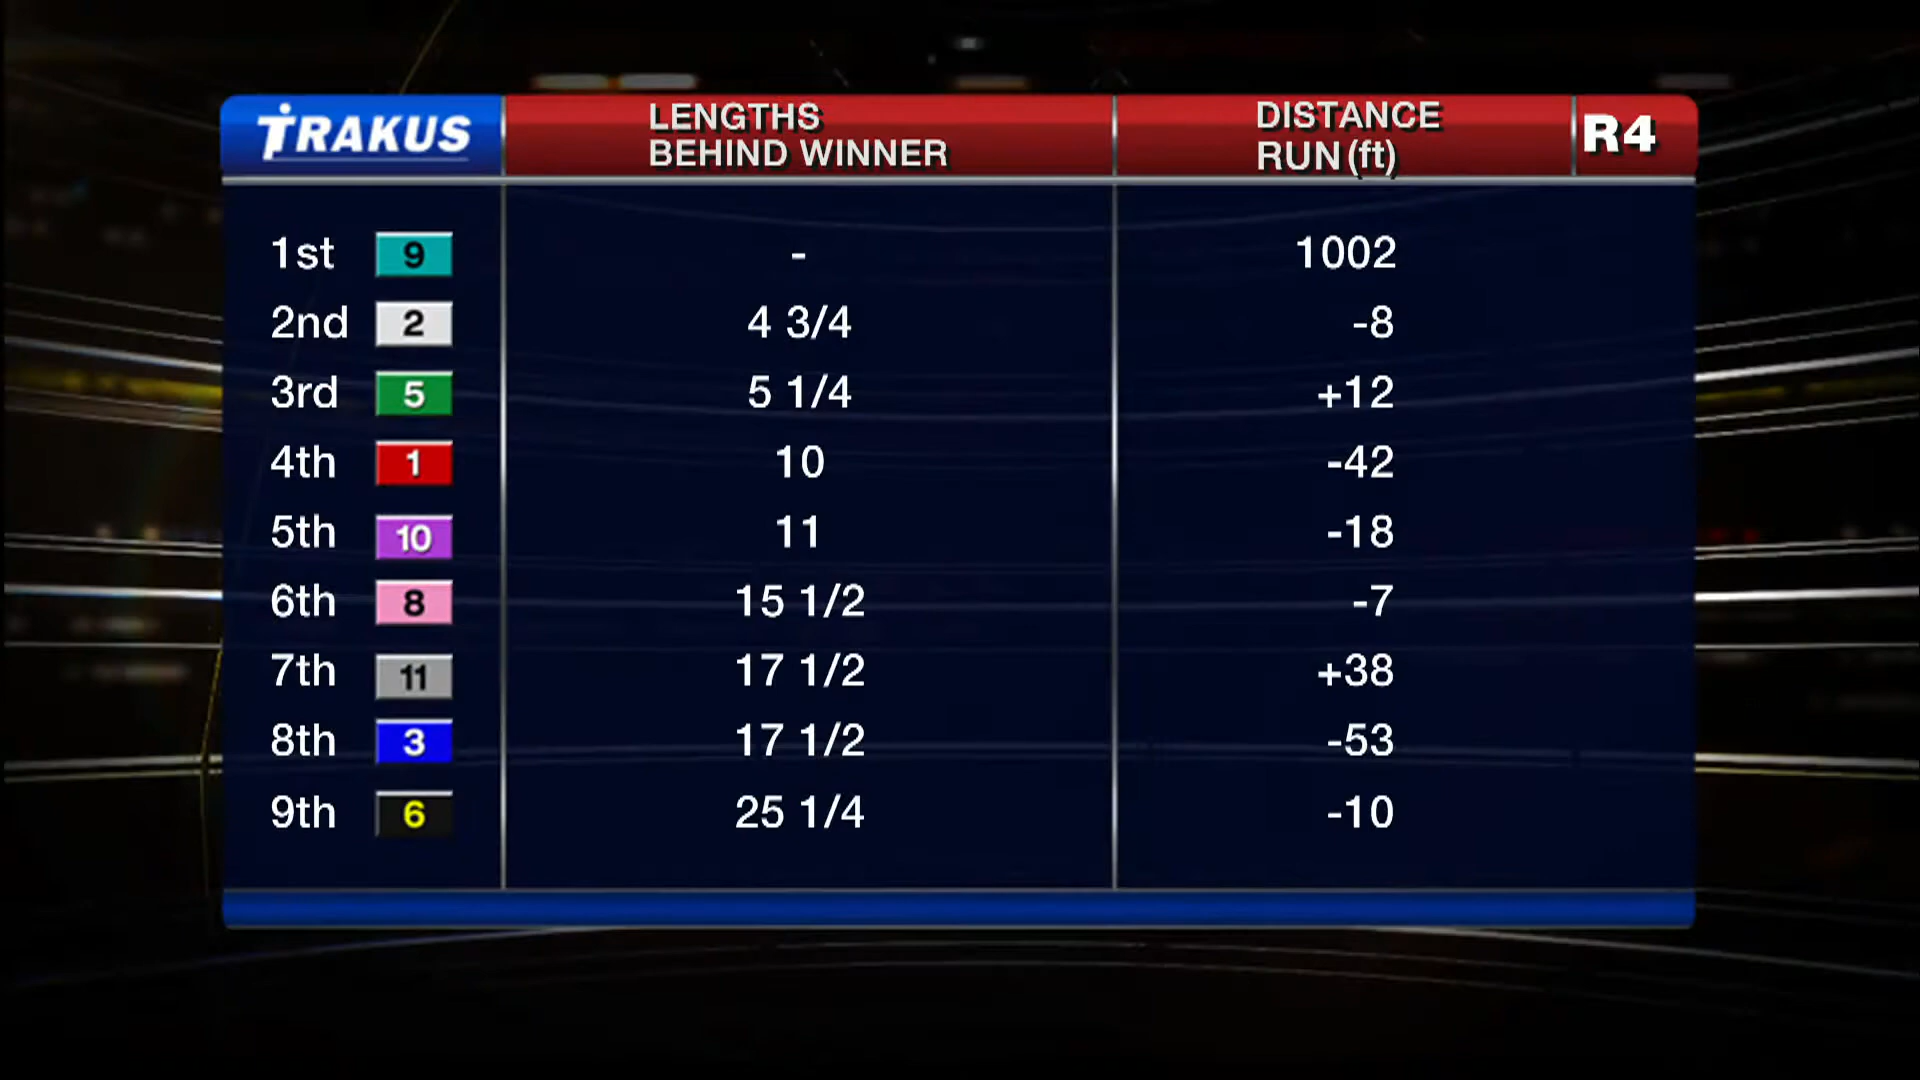 TRAKUS
LENGTHS
BEHIND WINNER
DISTANCE
RUN (ft)
R4
1st 9 - 1002
2nd 2 4 3/4 -8
3rd 5 5 1/4 +12
4th 1 10 -42
5th 10 11 -18
6th 8 15 1/2 -7
7th 11 17 1/2 +38
8th 3 17 1/2 -53
9th 6 25 1/4 -10